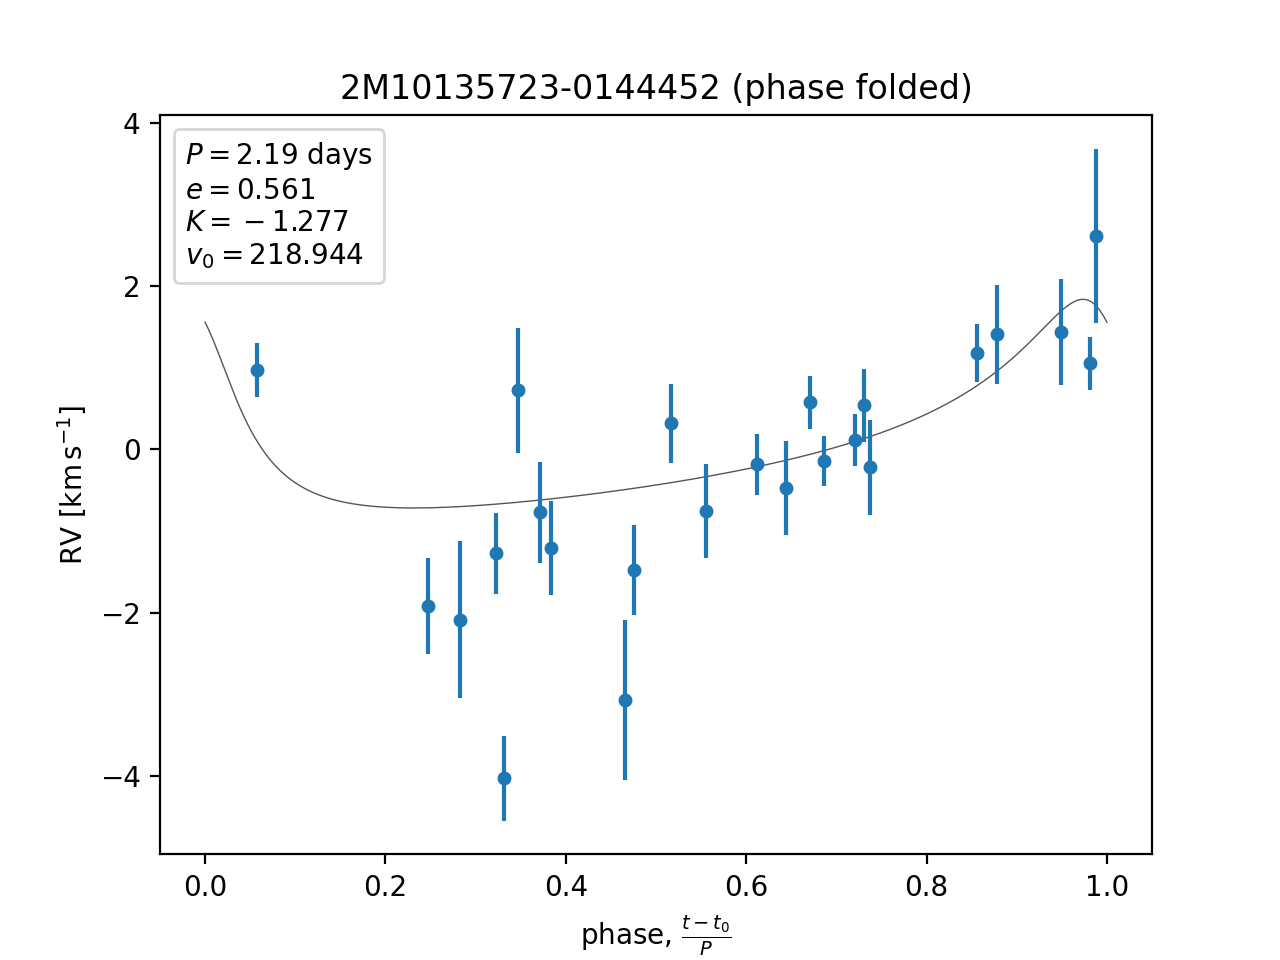 2M10135723-0144452 (phase folded)
P = 2.19 days
e = 0.561
K = −1.277
v₀ = 218.944
RV [km s⁻¹]
4
2
0
−2
−4
0.0 0.2 0.4 0.6 0.8 1.0
phase, (t − t₀)/P